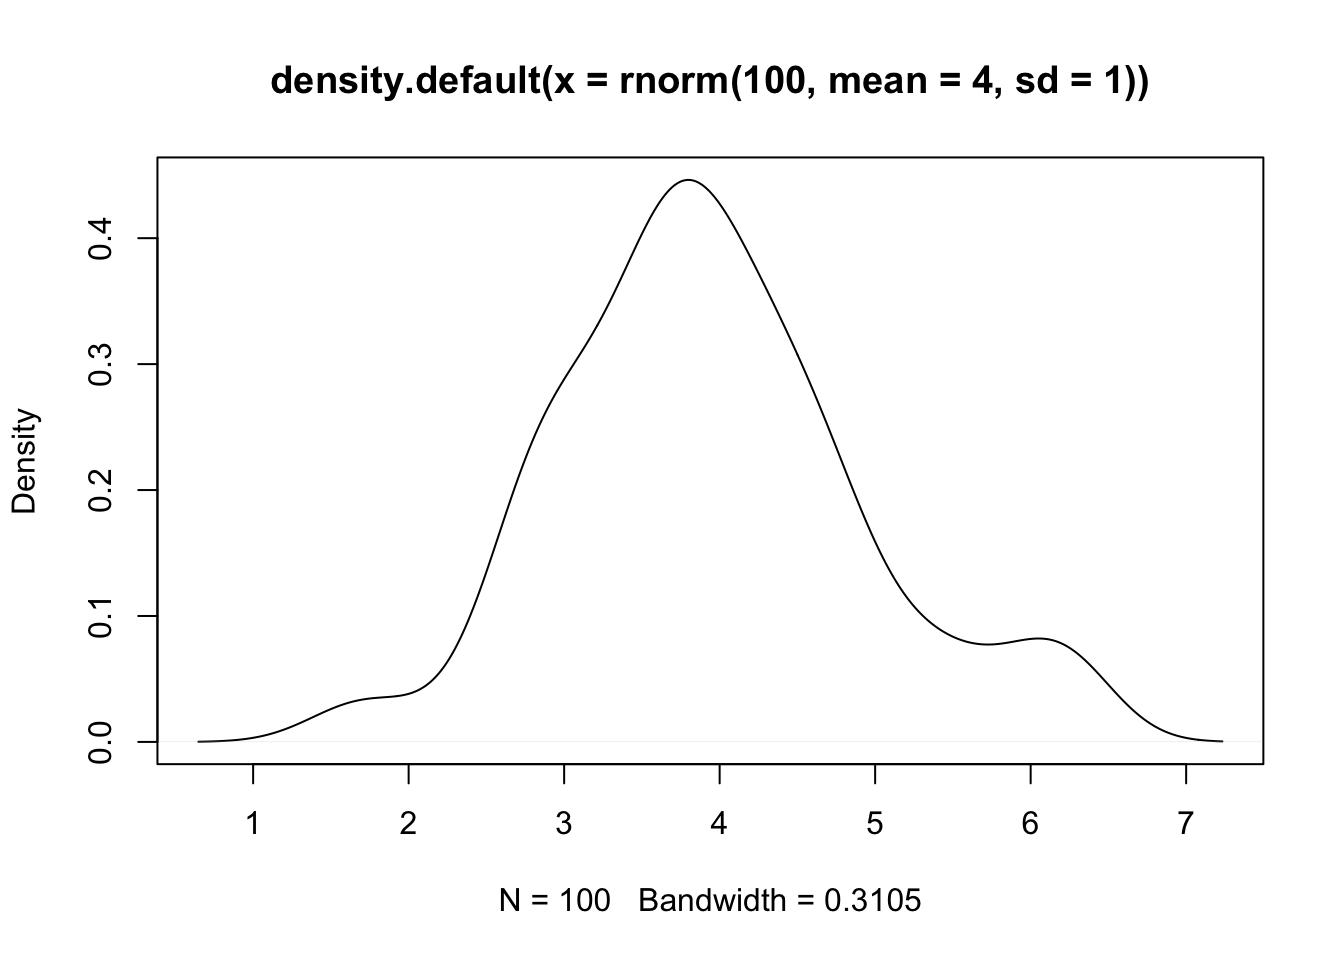 density.default(x = rnorm(100, mean = 4, sd = 1))
Density
0.4
0.3
0.2
0.1
0.0
1 2 3 4 5 6 7
N = 100   Bandwidth = 0.3105